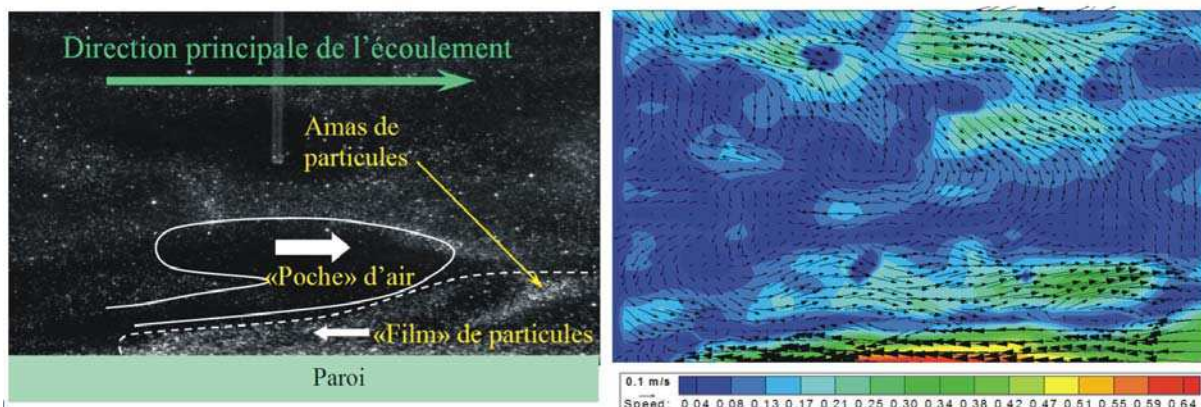 Direction principale de l'écoulement
Amas de
particules
«Poche» d'air
«Film» de particules
Paroi
0.1 m/s
Speed: 0.04 0.08 0.13 0.17 0.21 0.25 0.30 0.34 0.38 0.42 0.47 0.51 0.55 0.59 0.64